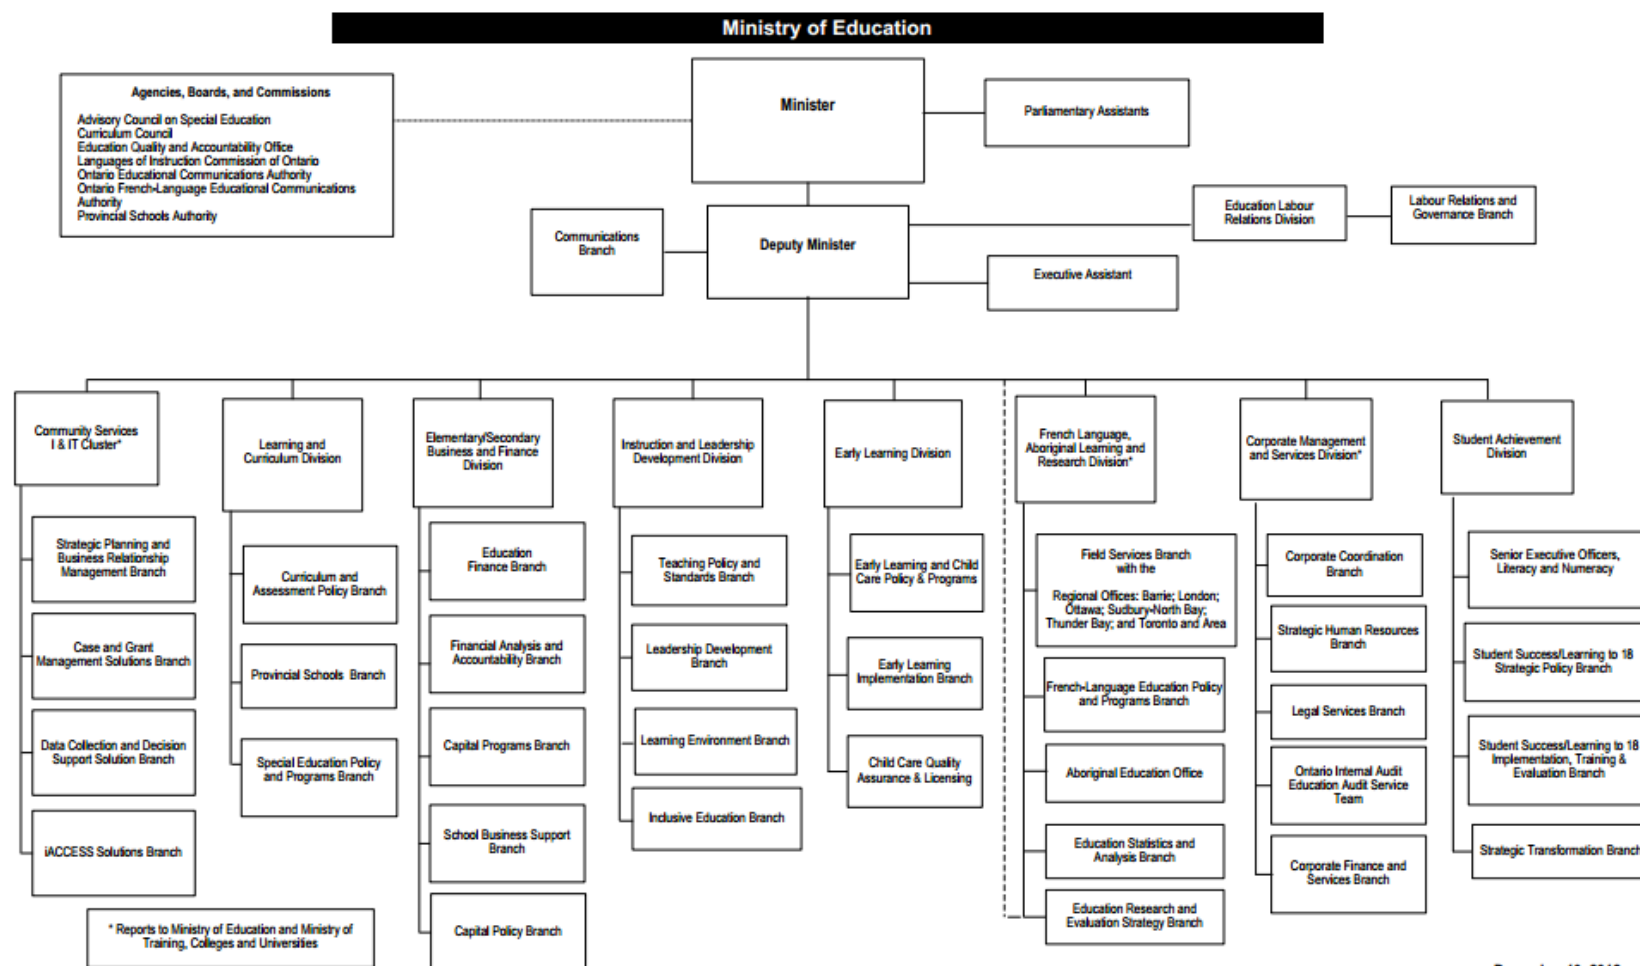 Ministry of Education
Agencies, Boards, and Commissions
Advisory Council on Special Education
Curriculum Council
Education Quality and Accountability Office
Languages of Instruction Commission of Ontario
Ontario Educational Communications Authority
Ontario French-Language Educational Communications
Authority
Provincial Schools Authority
Minister
Parliamentary Assistants
Communications
Branch
Deputy Minister
Education Labour
Relations Division
Labour Relations and
Governance Branch
Executive Assistant
Community Services
I & IT Cluster*
Strategic Planning and
Business Relationship
Management Branch
Case and Grant
Management Solutions Branch
Data Collection and Decision
Support Solution Branch
iACCESS Solutions Branch
Learning and
Curriculum Division
Curriculum and
Assessment Policy Branch
Provincial Schools Branch
Special Education Policy
and Programs Branch
Elementary/Secondary
Business and Finance
Division
Education
Finance Branch
Financial Analysis and
Accountability Branch
Capital Programs Branch
School Business Support
Branch
Capital Policy Branch
Instruction and Leadership
Development Division
Teaching Policy and
Standards Branch
Leadership Development
Branch
Learning Environment Branch
Inclusive Education Branch
Early Learning Division
Early Learning and Child
Care Policy & Programs
Early Learning
Implementation Branch
Child Care Quality
Assurance & Licensing
French Language,
Aboriginal Learning and
Research Division*
Field Services Branch
with the
Regional Offices: Barrie; London;
Ottawa; Sudbury-North Bay;
Thunder Bay; and Toronto and Area
French-Language Education Policy
and Programs Branch
Aboriginal Education Office
Education Statistics and
Analysis Branch
Education Research and
Evaluation Strategy Branch
Corporate Management
and Services Division*
Corporate Coordination
Branch
Strategic Human Resources
Branch
Legal Services Branch
Ontario Internal Audit
Education Audit Service
Team
Corporate Finance and
Services Branch
Student Achievement
Division
Senior Executive Officers,
Literacy and Numeracy
Student Success/Learning to 18
Strategic Policy Branch
Student Success/Learning to 18
Implementation, Training &
Evaluation Branch
Strategic Transformation Branch
* Reports to Ministry of Education and Ministry of
Training, Colleges and Universities